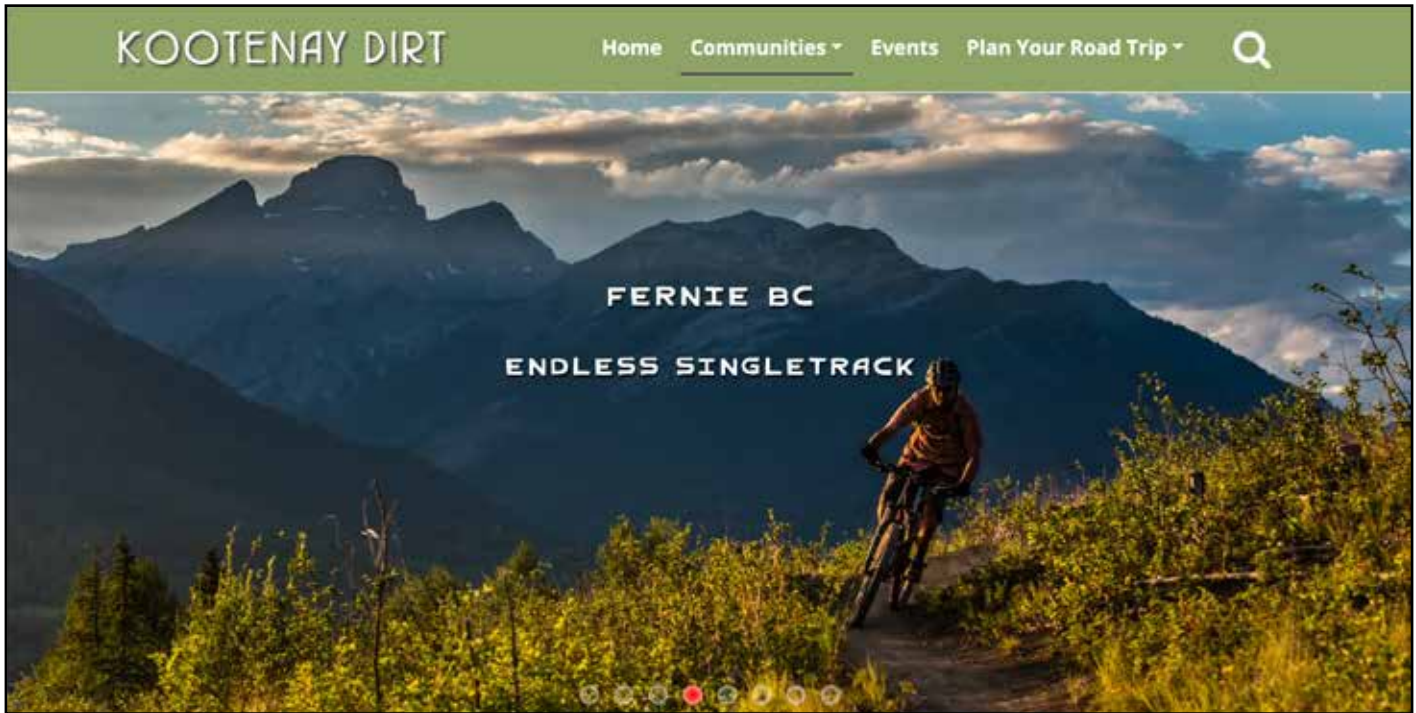 KOOTENAY DIRT
Home Communities Events Plan Your Road Trip
FERNIE BC
ENDLESS SINGLETRACK